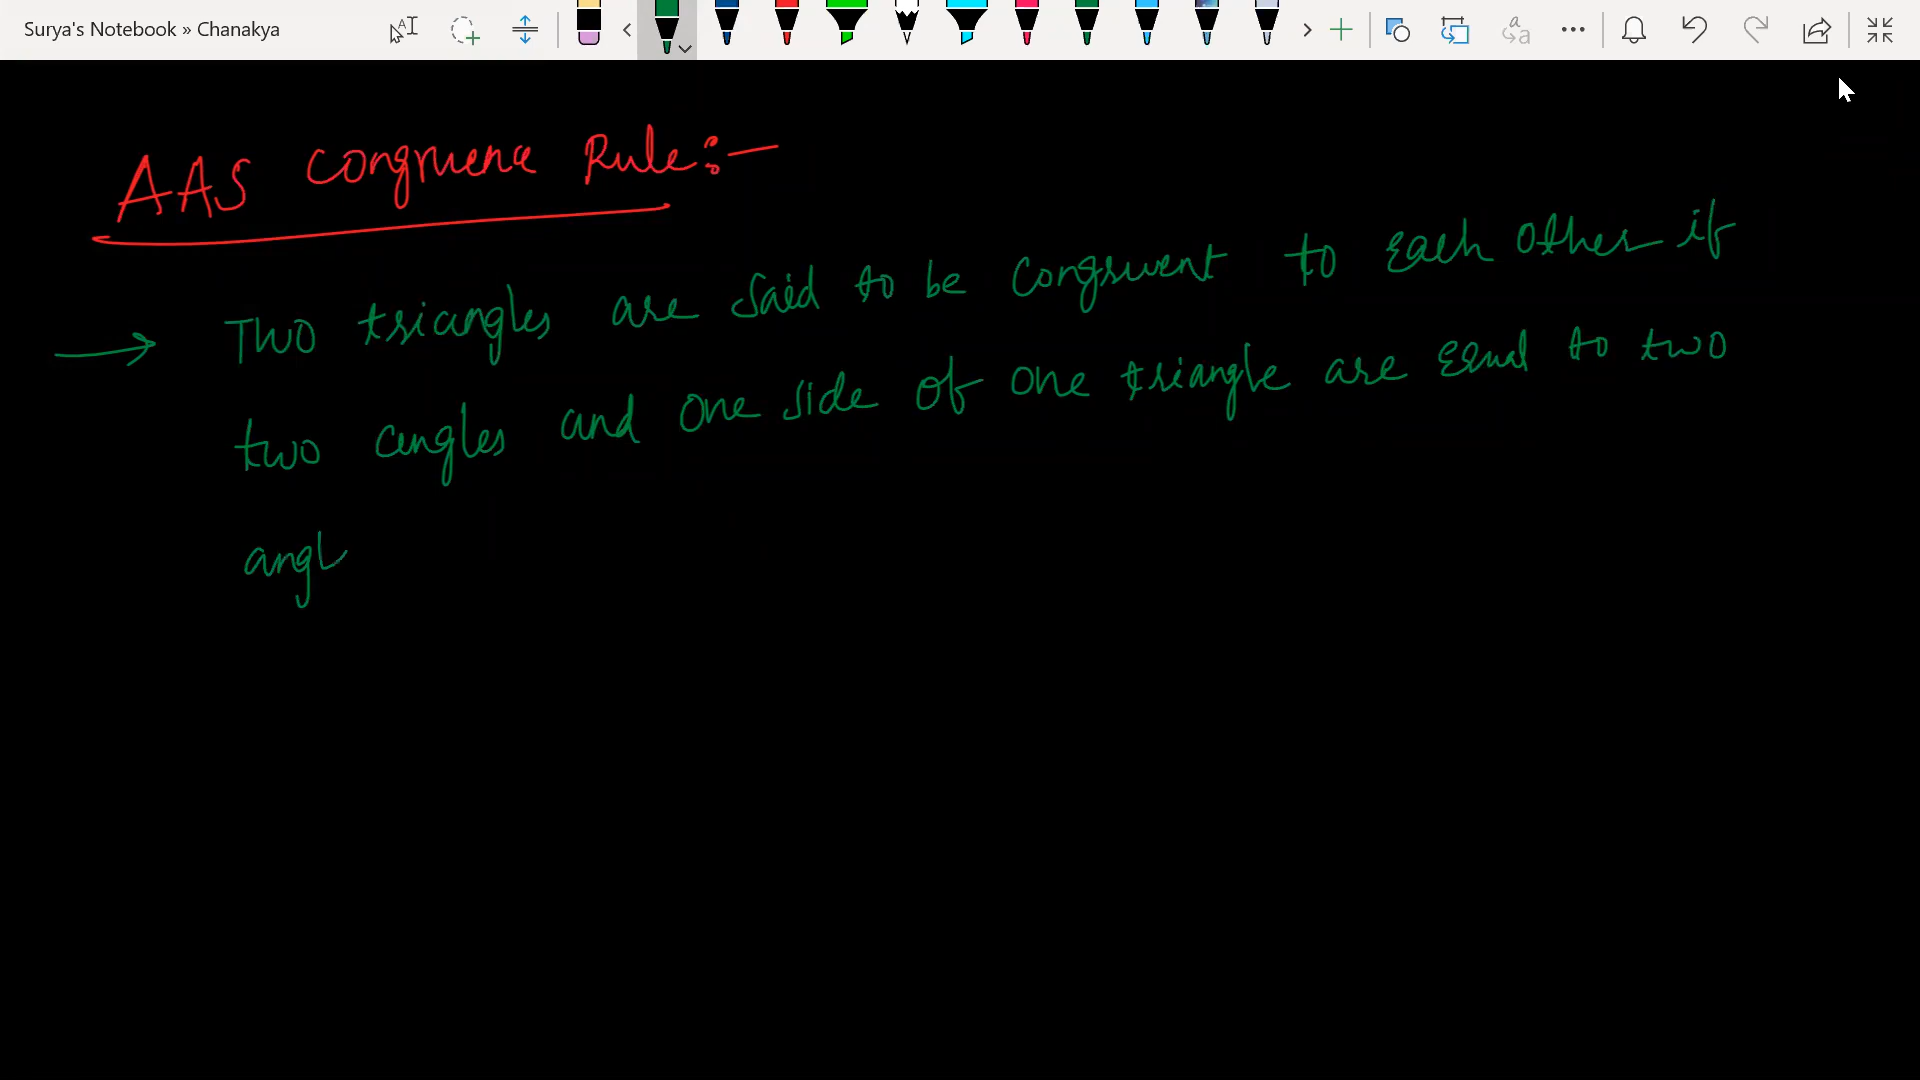 Surya's Notebook » Chanakya
AAS Congruence Rule:-
→ Two triangles are said to be congruent to each other if
two angles and one side of one triangle are equal to two
angl